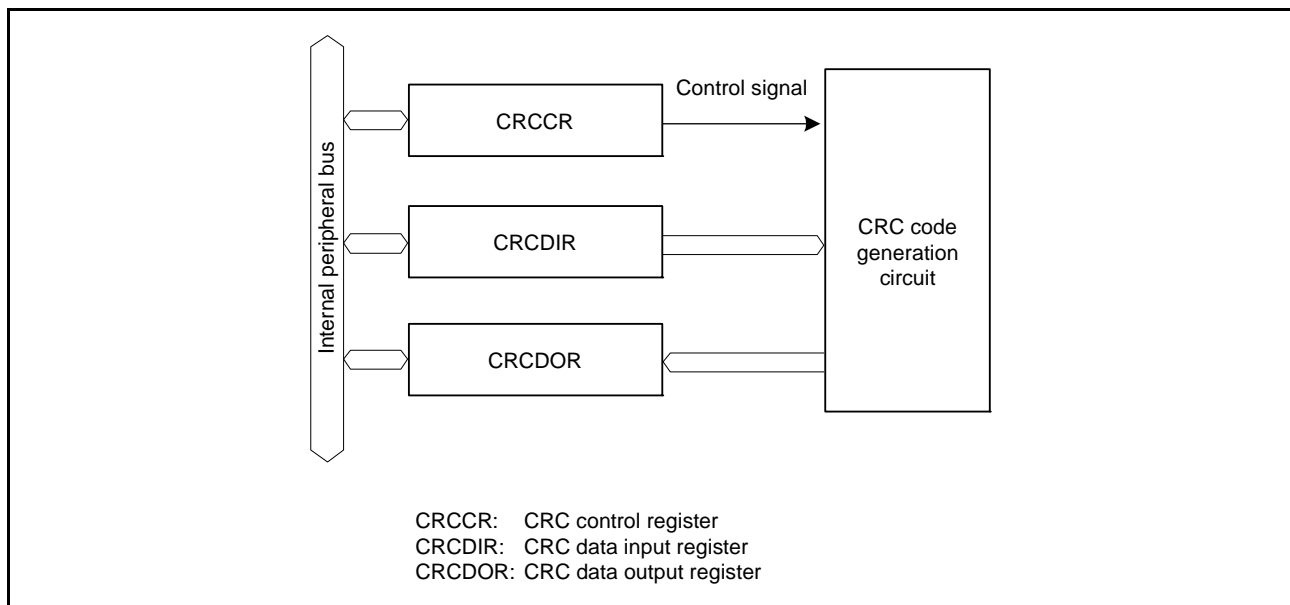 Internal peripheral bus
CRCCR
Control signal
CRCDIR
CRCDOR
CRC code
generation
circuit
CRCCR: CRC control register
CRCDIR: CRC data input register
CRCDOR: CRC data output register